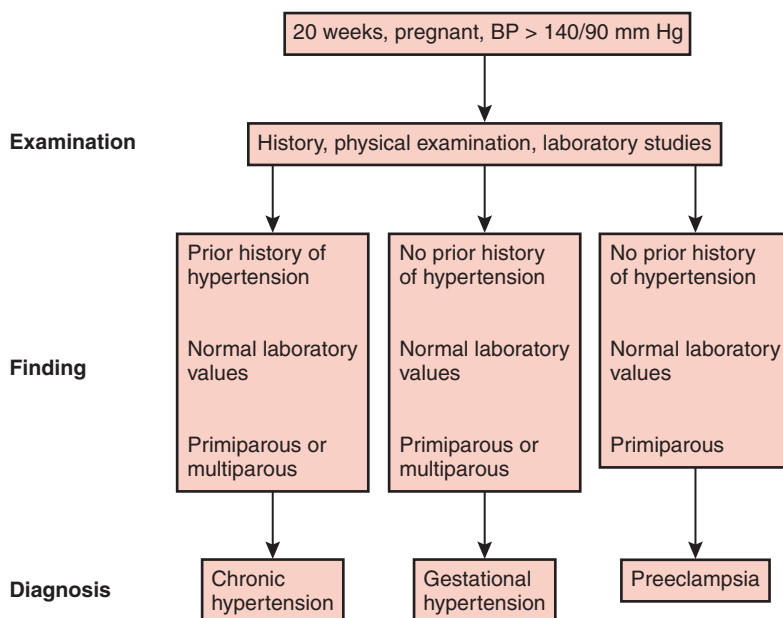 20 weeks, pregnant, BP > 140/90 mm Hg
Examination
History, physical examination, laboratory studies
Finding
Prior history of
hypertension
Normal laboratory
values
Primiparous or
multiparous
No prior history
of hypertension
Normal laboratory
values
Primiparous or
multiparous
No prior history
of hypertension
Normal laboratory
values
Primiparous
Diagnosis
Chronic
hypertension
Gestational
hypertension
Preeclampsia